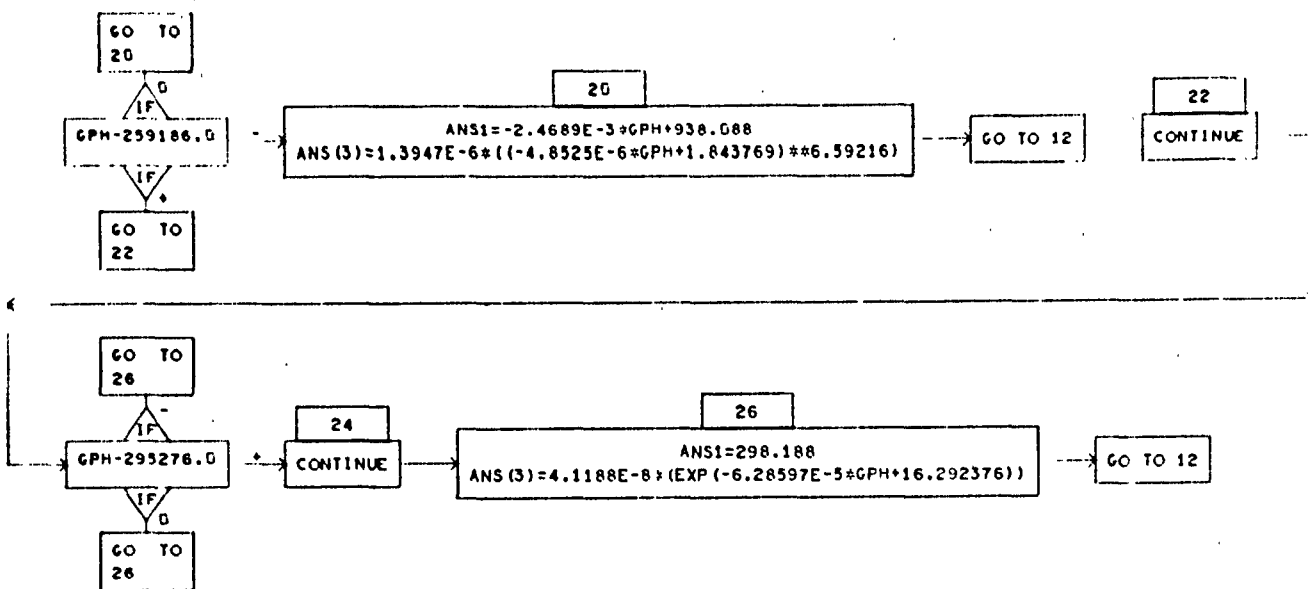 GO TO
20
0
IF
GPH-259186.0
-
IF
+
GO TO
22
20
ANS1=-2.4689E-3*GPH+938.088
ANS(3)=1.3947E-6*((-4.8525E-6*GPH+1.843769)**6.59216)
GO TO 12
22
CONTINUE
GO TO
26
-
IF
GPH-295276.0
+
IF
0
GO TO
26
24
CONTINUE
26
ANS1=298.188
ANS(3)=4.1188E-8*(EXP(-6.28597E-5*GPH+16.292376))
GO TO 12